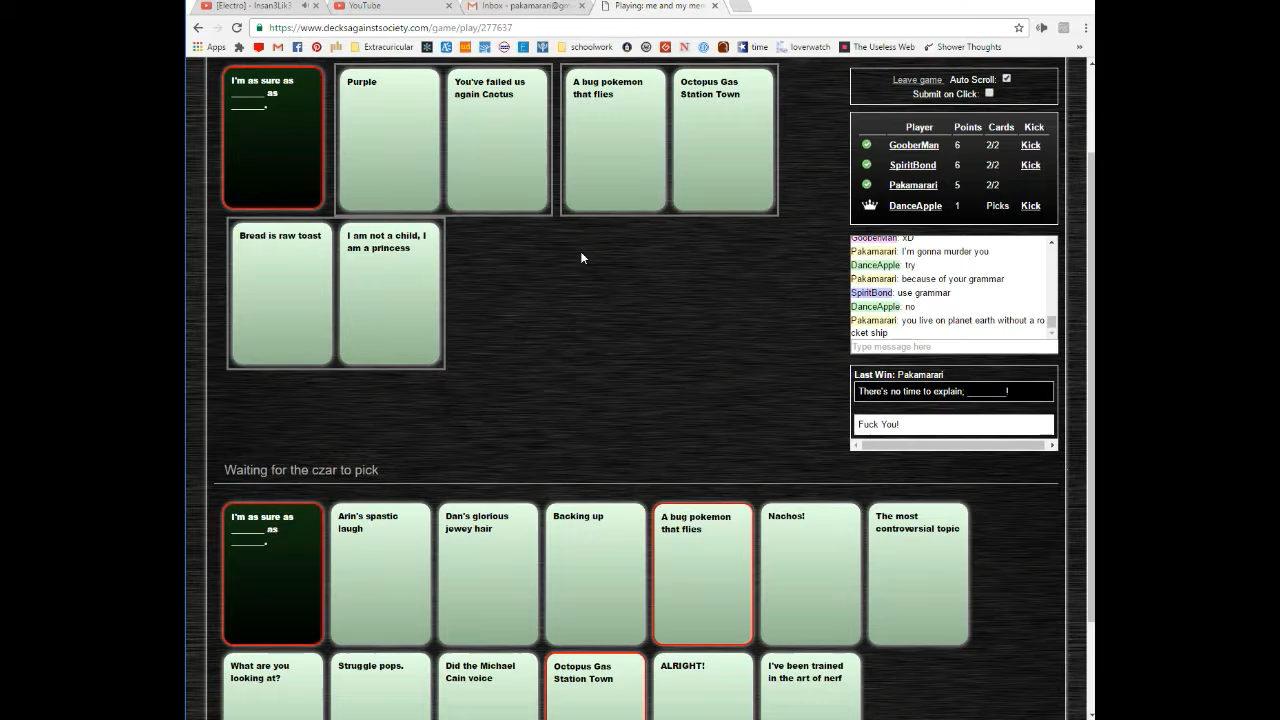 [Electro] - Insan3Lik3
YouTube
Inbox - pakamarari@gm
Playing: me and my me
https://www.decksagainstsociety.com/game/play/277637
Apps
Extracurricular
schoolwork
time
loverwatch
The Useless Web
Shower Thoughts
»
I'm as sure as
______ as
______.
Purple
You've failed us
again Cactus
A bug pokemon
that flies
Octopus Gas
Station Town
Bread is raw toast
I am not a child, I
am a princess
Leave game Auto Scroll:
Submit on Click:
Player Points Cards Kick
GooberMan 6 2/2 Kick
SpiritBond 6 2/2 Kick
Pakamarari 5 2/2
DanceApple 1 Picks Kick
GooberMan: xD
Pakamarari: I'm gonna murder you
DanceApple: try
Pakamarari: because of your grammar
SpiritBond: use grammar
DanceApple: no
Pakamarari: you live on planet earth without a ro
cket ship
Type message here
Last Win: Pakamarari
There's no time to explain, ________!
Fuck You!
Waiting for the czar to pick
I'm as sure as
______ as
______.
Arin's spastic
laugh
Dan's glorious
jewey hair
Backing up
A bug pokemon
that flies
Nachos!
The most
controversial topic
What are you
looking at?
Struggle ops.
Did the Michael
Cain voice
Octopus Gas
Station Town
ALRIGHT!
I've been trained
in the art of nerf